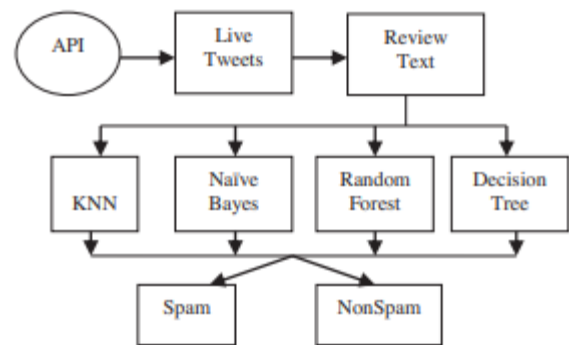 API
Live
Tweets
Review
Text
KNN
Naïve
Bayes
Random
Forest
Decision
Tree
Spam
NonSpam